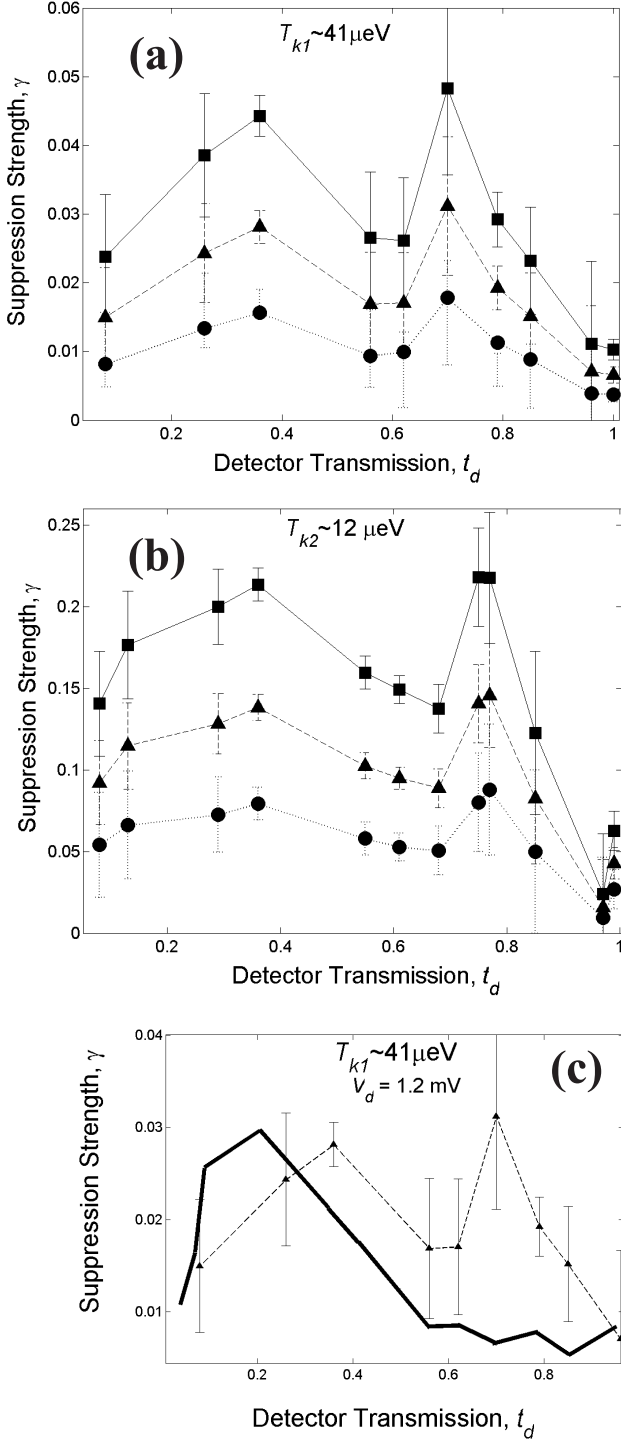 0.06
0.05
0.04
0.03
0.02
0.01
0
Suppression Strength, γ
(a)
T_k1~41μeV
0.2 0.4 0.6 0.8 1
Detector Transmission, t_d
0.25
0.2
0.15
0.1
0.05
0
Suppression Strength, γ
(b)
T_k2~12 μeV
0.2 0.4 0.6 0.8 1
Detector Transmission, t_d
0.04
0.03
0.02
0.01
Suppression Strength, γ
T_k1~41μeV
V_d = 1.2 mV
(c)
0.2 0.4 0.6 0.8
Detector Transmission, t_d